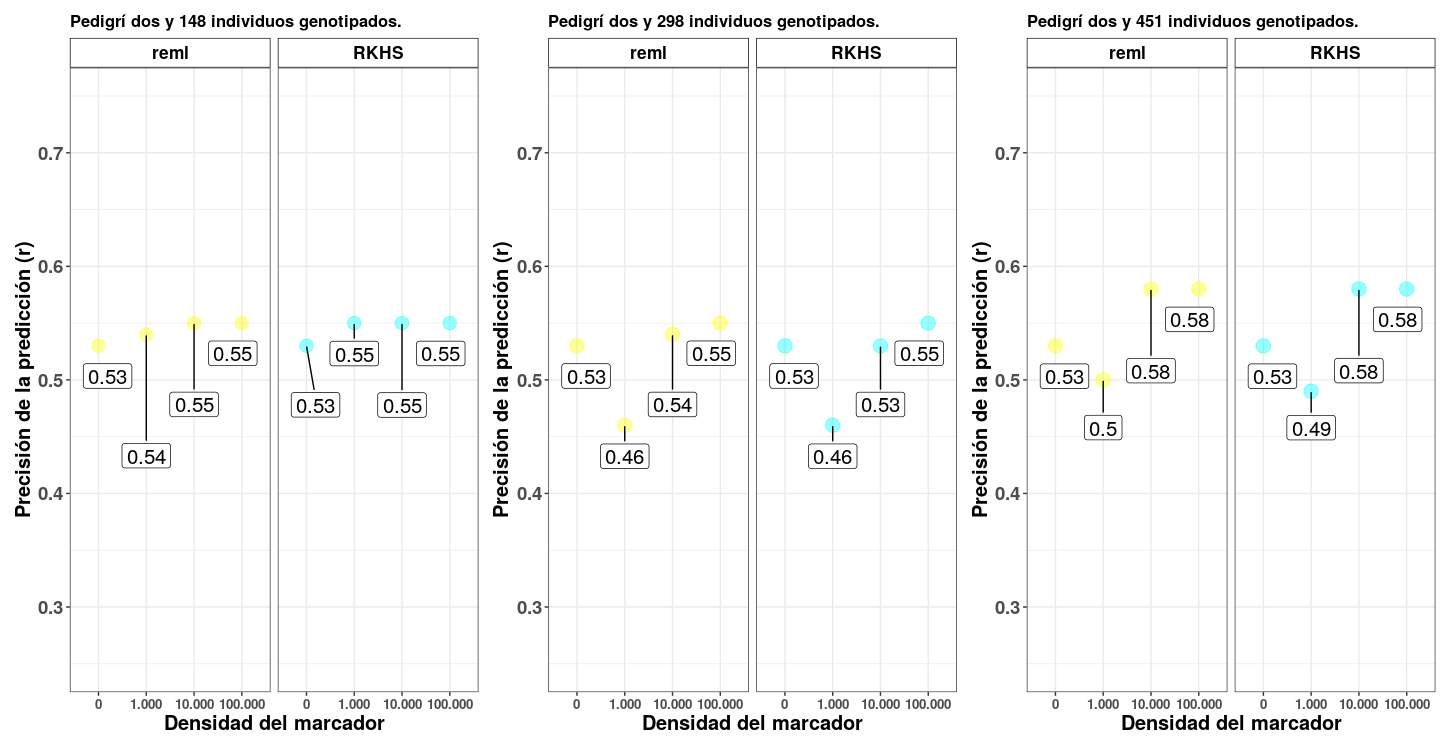 Pedigrí dos y 148 individuos genotipados.
reml RKHS
Precisión de la predicción (r)
0.7
0.6
0.5
0.4
0.3
0.53 0.54 0.55 0.55
0.53 0.55 0.55 0.55
0 1.000 10.000 100.000 0 1.000 10.000 100.000
Densidad del marcador
Pedigrí dos y 298 individuos genotipados.
reml RKHS
Precisión de la predicción (r)
0.7
0.6
0.5
0.4
0.3
0.53 0.46 0.54 0.55
0.53 0.46 0.53 0.55
0 1.000 10.000 100.000 0 1.000 10.000 100.000
Densidad del marcador
Pedigrí dos y 451 individuos genotipados.
reml RKHS
Precisión de la predicción (r)
0.7
0.6
0.5
0.4
0.3
0.53 0.5 0.58 0.58
0.53 0.49 0.58 0.58
0 1.000 10.000 100.000 0 1.000 10.000 100.000
Densidad del marcador